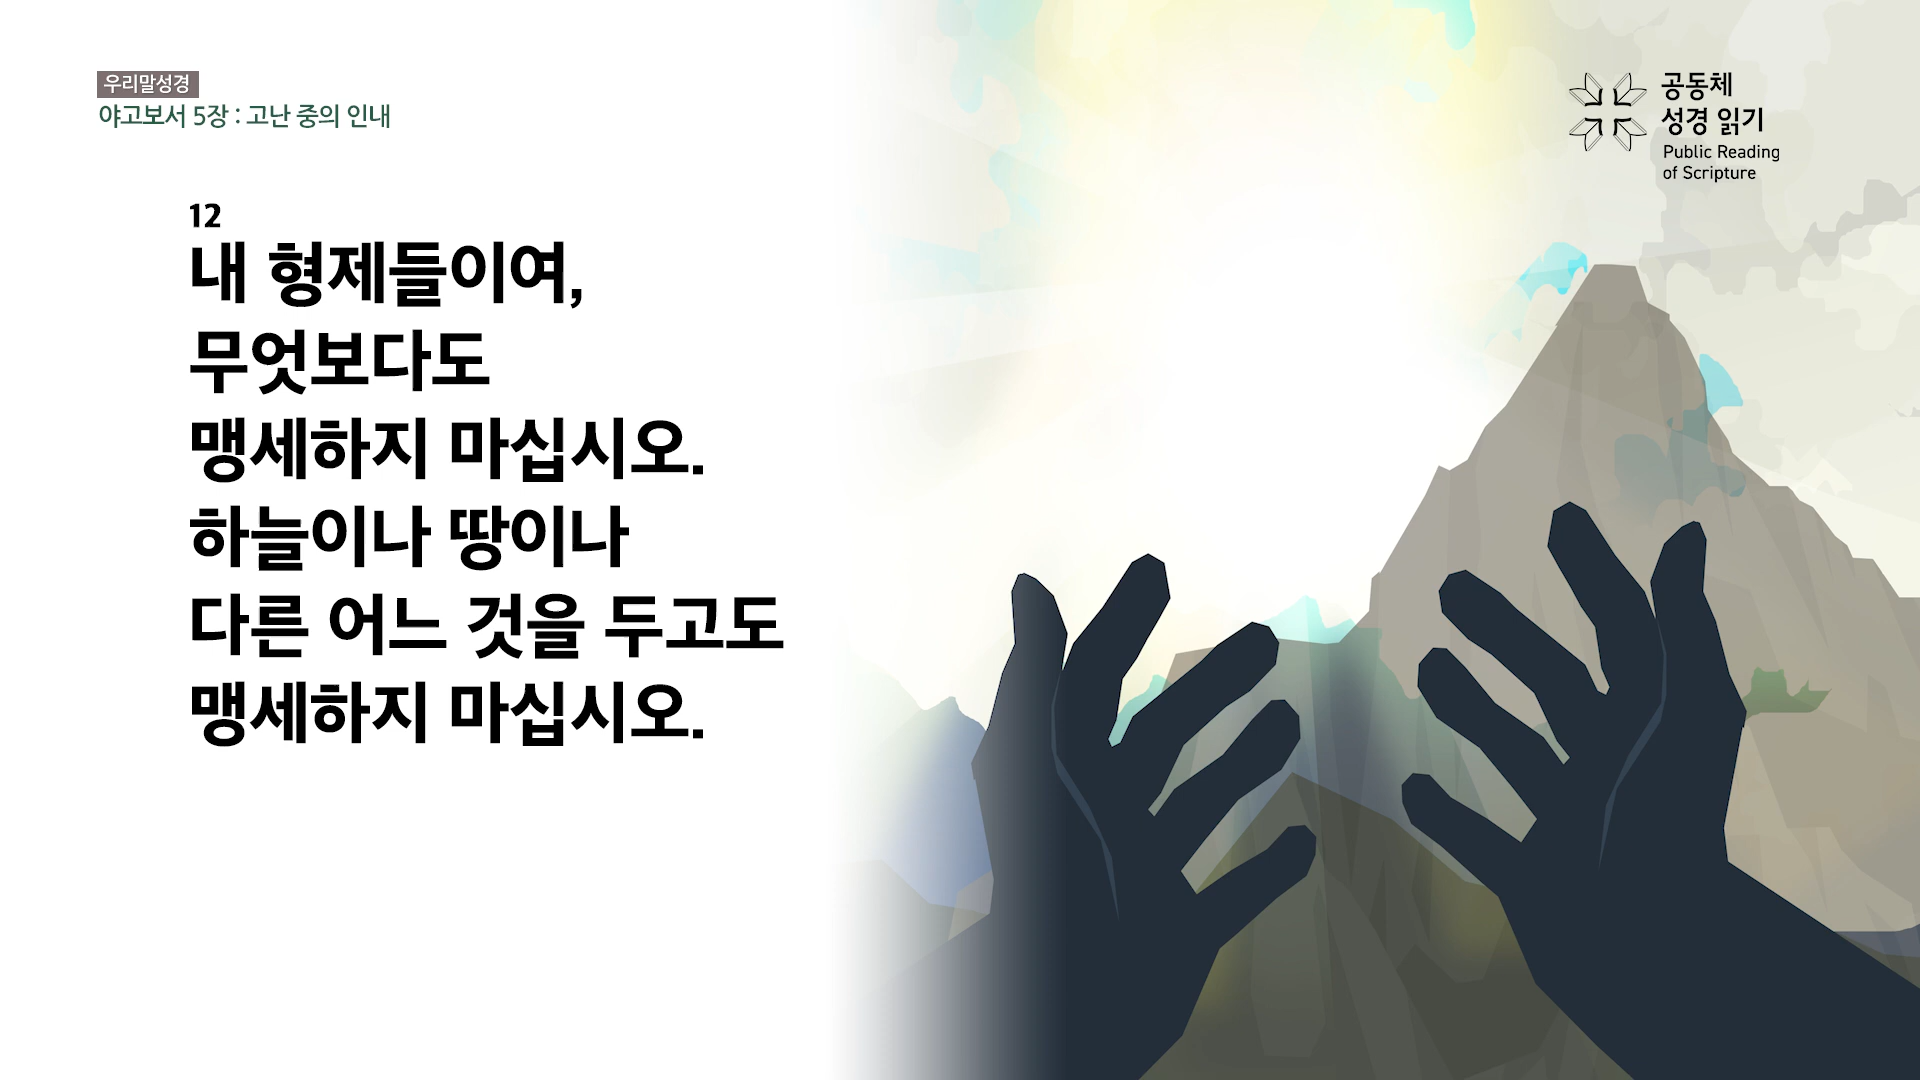 우리말성경
야고보서 5장 : 고난 중의 인내
공동체
성경 읽기
Public Reading
of Scripture
12
내 형제들이여,
무엇보다도
맹세하지 마십시오.
하늘이나 땅이나
다른 어느 것을 두고도
맹세하지 마십시오.